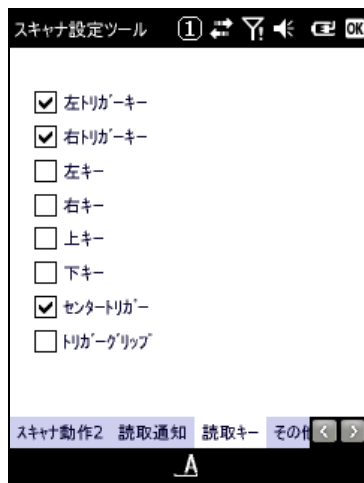 スキャナ設定ツール ① OK
左ﾄﾘｶﾞｰｷｰ
右ﾄﾘｶﾞｰｷｰ
左ｷｰ
右ｷｰ
上ｷｰ
下ｷｰ
ｾﾝﾀｰﾄﾘｶﾞｰ
ﾄﾘｶﾞｰｸﾞﾘｯﾌﾟ
ｽｷｬﾅ動作2 読取通知 読取ｷｰ その他
A